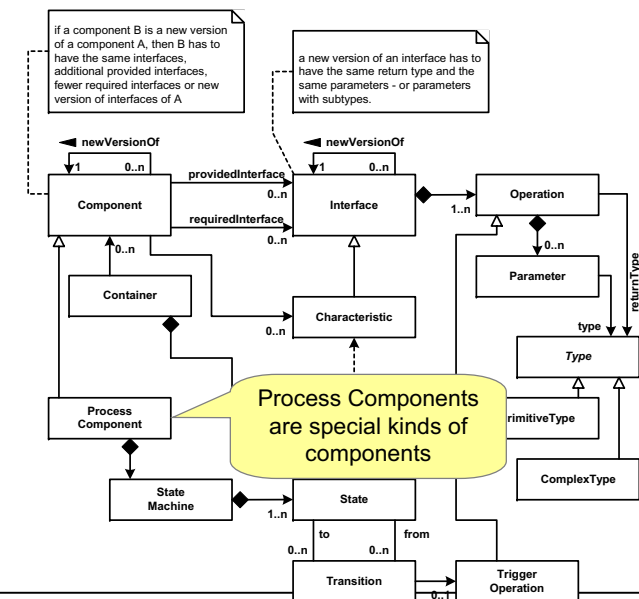 if a component B is a new version
of a component A, then B has to
have the same interfaces,
additional provided interfaces,
fewer required interfaces or new
version of interfaces of A
a new version of an interface has to
have the same return type and the
same parameters - or parameters
with subtypes.
newVersionOf
1
0..n
newVersionOf
1
0..n
Component
providedInterface
0..n
requiredInterface
0..n
Interface
1..n
Operation
0..n
0..n
Parameter
returnType
type
Container
0..n
Characteristic
Type
Process
Component
Process Components
are special kinds of
components
rimitiveType
ComplexType
State
Machine
1..n
State
to
from
0..n
0..n
Transition
0..1
Trigger
Operation